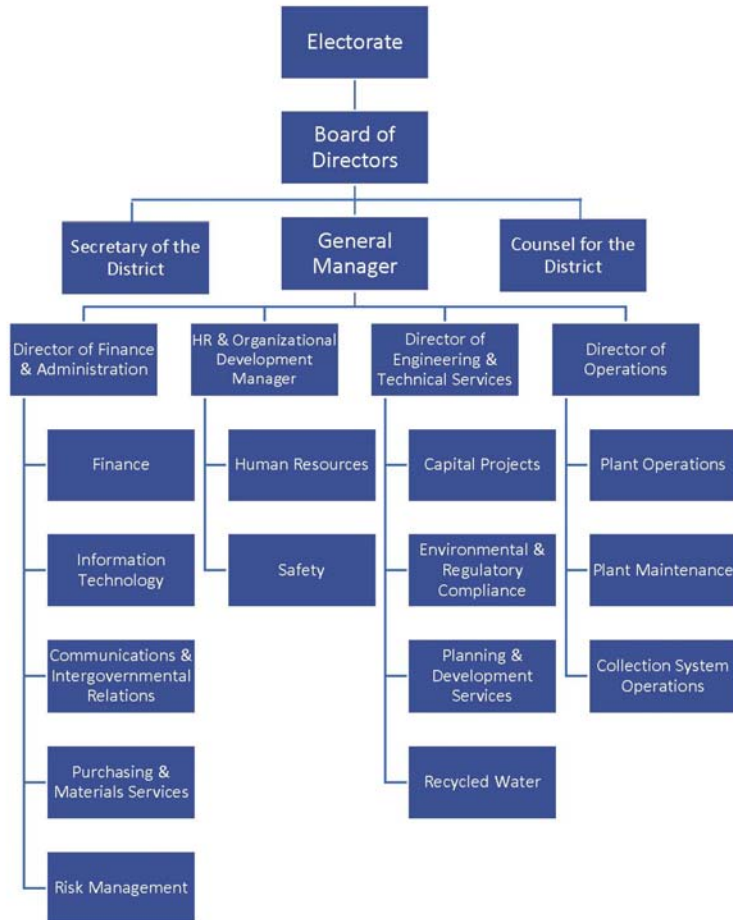 Electorate
Board of
Directors
Secretary of the
District
General
Manager
Counsel for the
District
Director of Finance
& Administration
HR & Organizational
Development
Manager
Director of
Engineering &
Technical Services
Director of
Operations
Finance
Human Resources
Capital Projects
Plant Operations
Information
Technology
Safety
Environmental &
Regulatory
Compliance
Plant Maintenance
Communications &
Intergovernmental
Relations
Planning &
Development
Services
Collection System
Operations
Purchasing &
Materials Services
Recycled Water
Risk Management